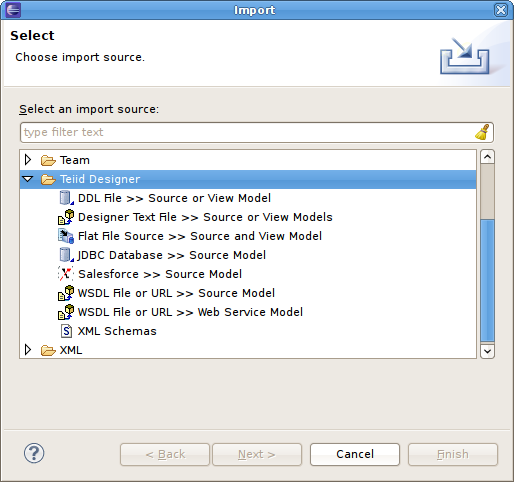 Import
Select
Choose import source.
Select an import source:
type filter text
Team
Teiid Designer
DDL File >> Source or View Model
Designer Text File >> Source or View Models
Flat File Source >> Source and View Model
JDBC Database >> Source Model
Salesforce >> Source Model
WSDL File or URL >> Source Model
WSDL File or URL >> Web Service Model
XML Schemas
XML
? < Back Next > Cancel Finish